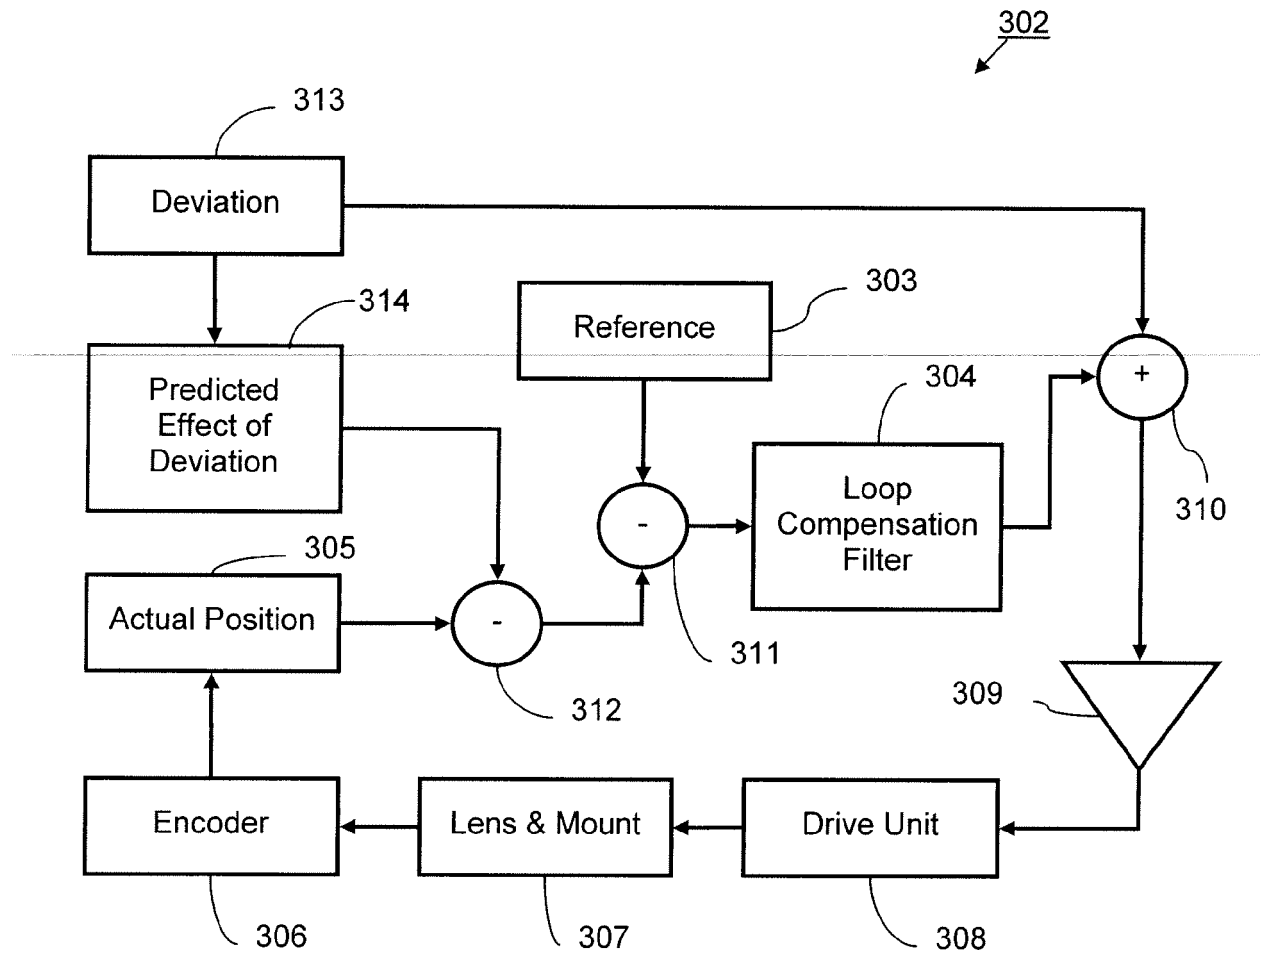 302
313
Deviation
314
303
Reference
Predicted
Effect of
Deviation
304
+
Loop
Compensation
Filter
-
310
305
Actual Position
-
311
312
309
Encoder
Lens & Mount
Drive Unit
306
307
308